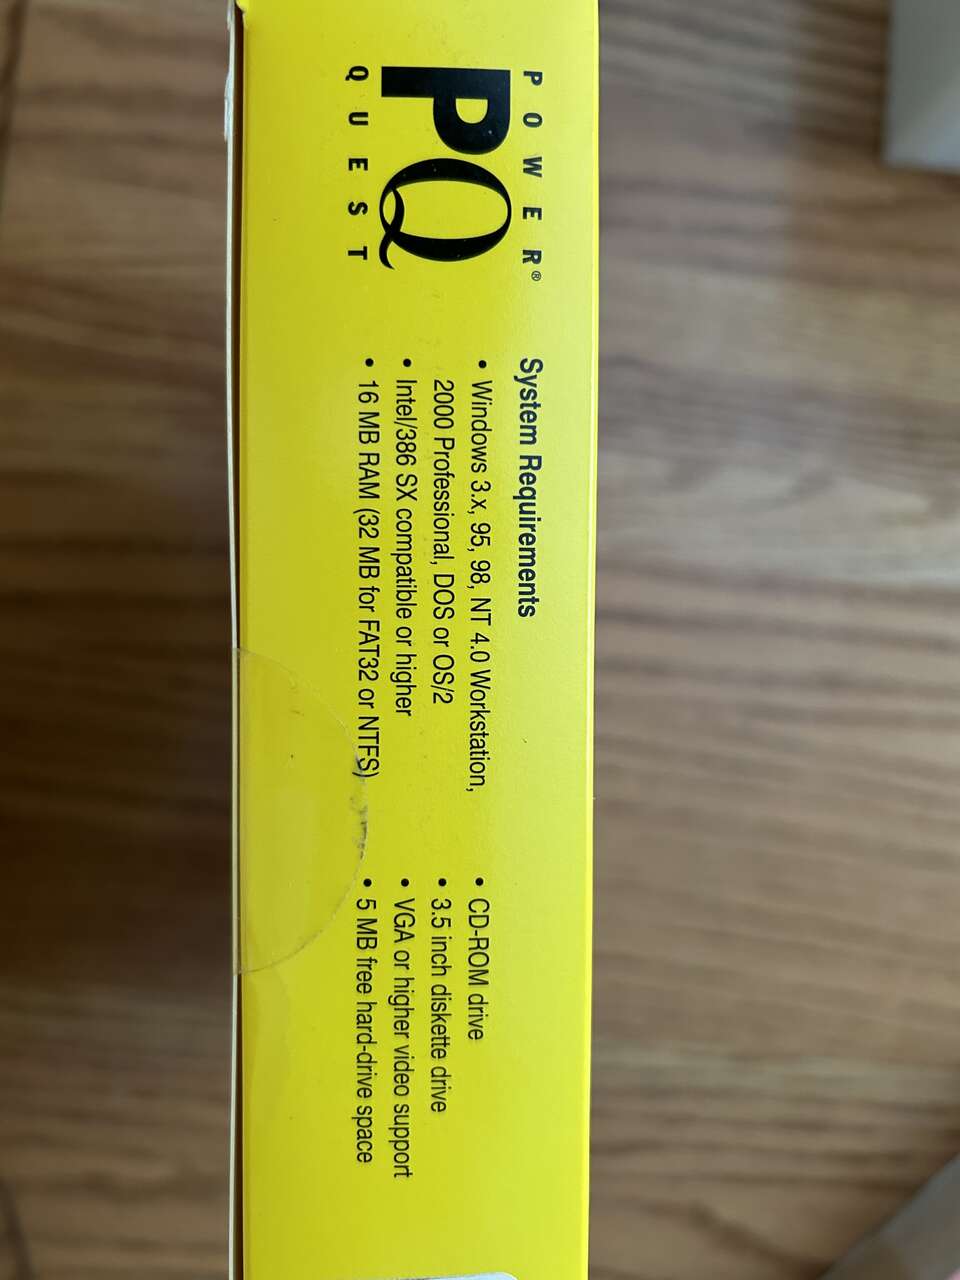 POWER®
PQ
QUEST
System Requirements
• Windows 3.x, 95, 98, NT 4.0 Workstation,
2000 Professional, DOS or OS/2
• Intel/386 SX compatible or higher
• 16 MB RAM (32 MB for FAT32 or NTFS)
• CD-ROM drive
• 3.5 inch diskette drive
• VGA or higher video support
• 5 MB free hard-drive space